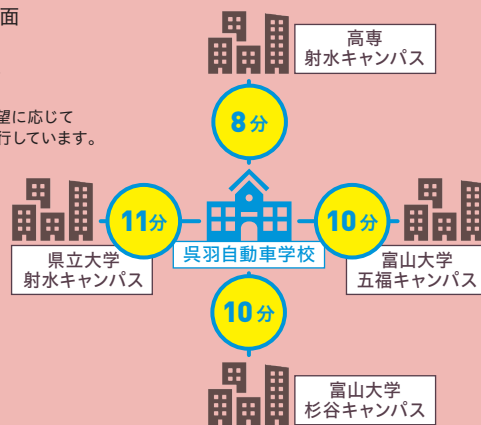 面
高専
射水キャンパス
望に応じて
行しています。
8分
県立大学
射水キャンパス
11分
呉羽自動車学校
10分
富山大学
五福キャンパス
10分
富山大学
杉谷キャンパス